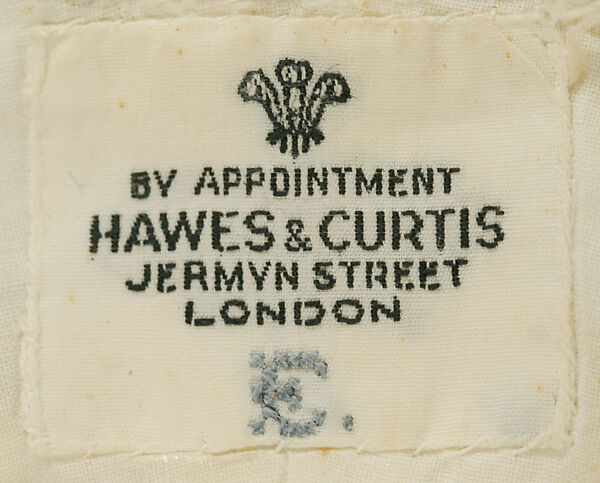 BY APPOINTMENT
HAWES & CURTIS
JERMYN STREET
LONDON
E.